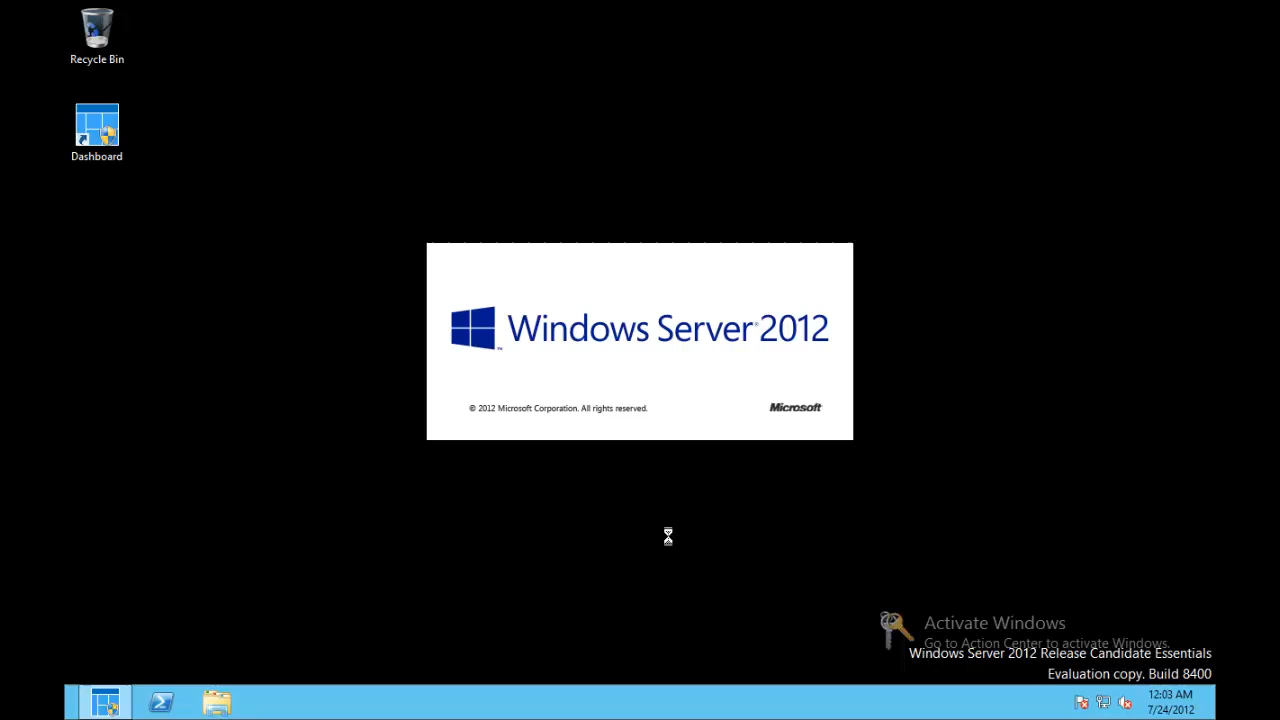 Recycle Bin
Dashboard
Windows Server® 2012
© 2012 Microsoft Corporation. All rights reserved.
Microsoft
Activate Windows
Go to Action Center to activate Windows.
Windows Server 2012 Release Candidate Essentials
Evaluation copy. Build 8400
12:03 AM
7/24/2012